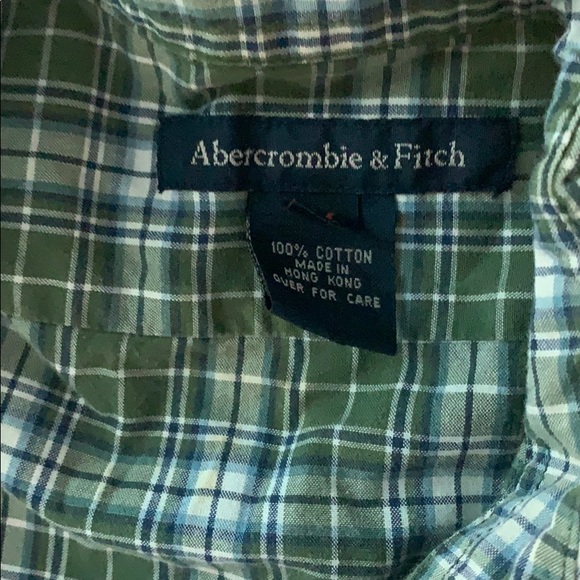 Abercrombie & Fitch
100% COTTON
MADE IN
HONG KONG
OVER FOR CARE